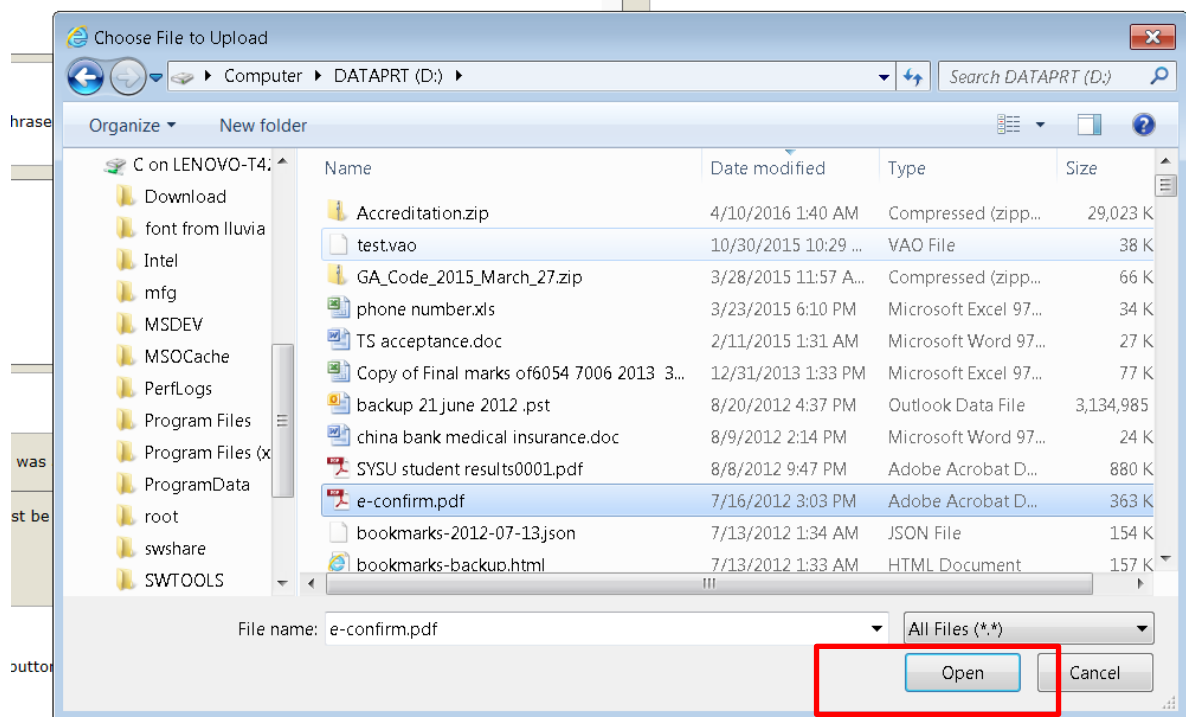 Choose File to Upload
Computer DATAPRT (D:)
Search DATAPRT (D:)
Organize New folder
hrase
C on LENOVO-T42
Download
font from lluvia
Intel
mfg
MSDEV
MSOCache
PerfLogs
Program Files
Program Files (x
ProgramData
root
swshare
SWTOOLS
was
st be
button
Name Date modified Type Size
Accreditation.zip 4/10/2016 1:40 AM Compressed (zipp... 29,023 K
test.vao 10/30/2015 10:29 ... VAO File 38 K
GA_Code_2015_March_27.zip 3/28/2015 11:57 A... Compressed (zipp... 66 K
phone number.xls 3/23/2015 6:10 PM Microsoft Excel 97... 34 K
TS acceptance.doc 2/11/2015 1:31 AM Microsoft Word 97... 27 K
Copy of Final marks of6054 7006 2013 3... 12/31/2013 1:33 PM Microsoft Excel 97... 77 K
backup 21 june 2012 .pst 8/20/2012 4:37 PM Outlook Data File 3,134,985
china bank medical insurance.doc 8/9/2012 2:14 PM Microsoft Word 97... 24 K
SYSU student results0001.pdf 8/8/2012 9:47 PM Adobe Acrobat D... 880 K
e-confirm.pdf 7/16/2012 3:03 PM Adobe Acrobat D... 363 K
bookmarks-2012-07-13.json 7/13/2012 1:34 AM JSON File 154 K
bookmarks-backup.html 7/13/2012 1:33 AM HTML Document 157 K
File name: e-confirm.pdf All Files (*.*)
Open Cancel